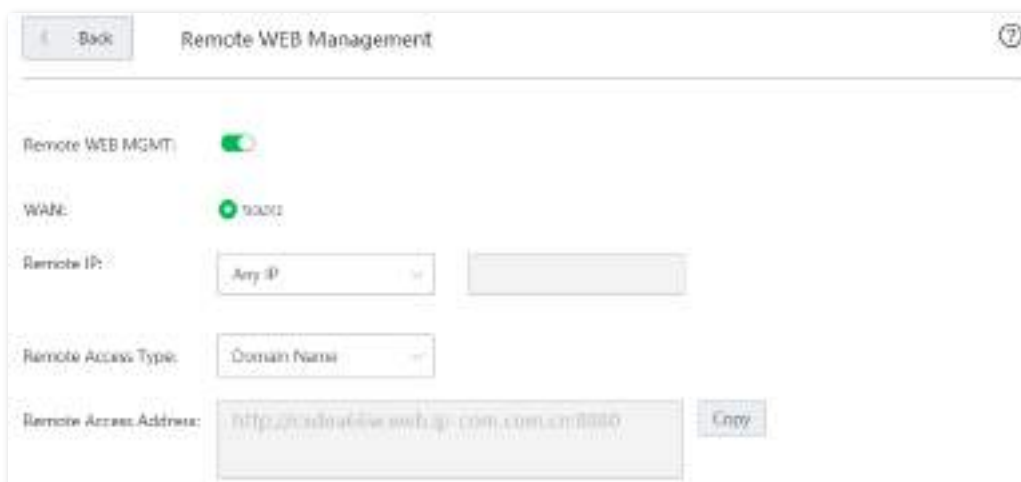 Back Remote WEB Management ?
Remote WEB MGMT:
WAN:
Remote IP: Any IP
Remote Access Type: Domain Name
Remote Access Address: Copy